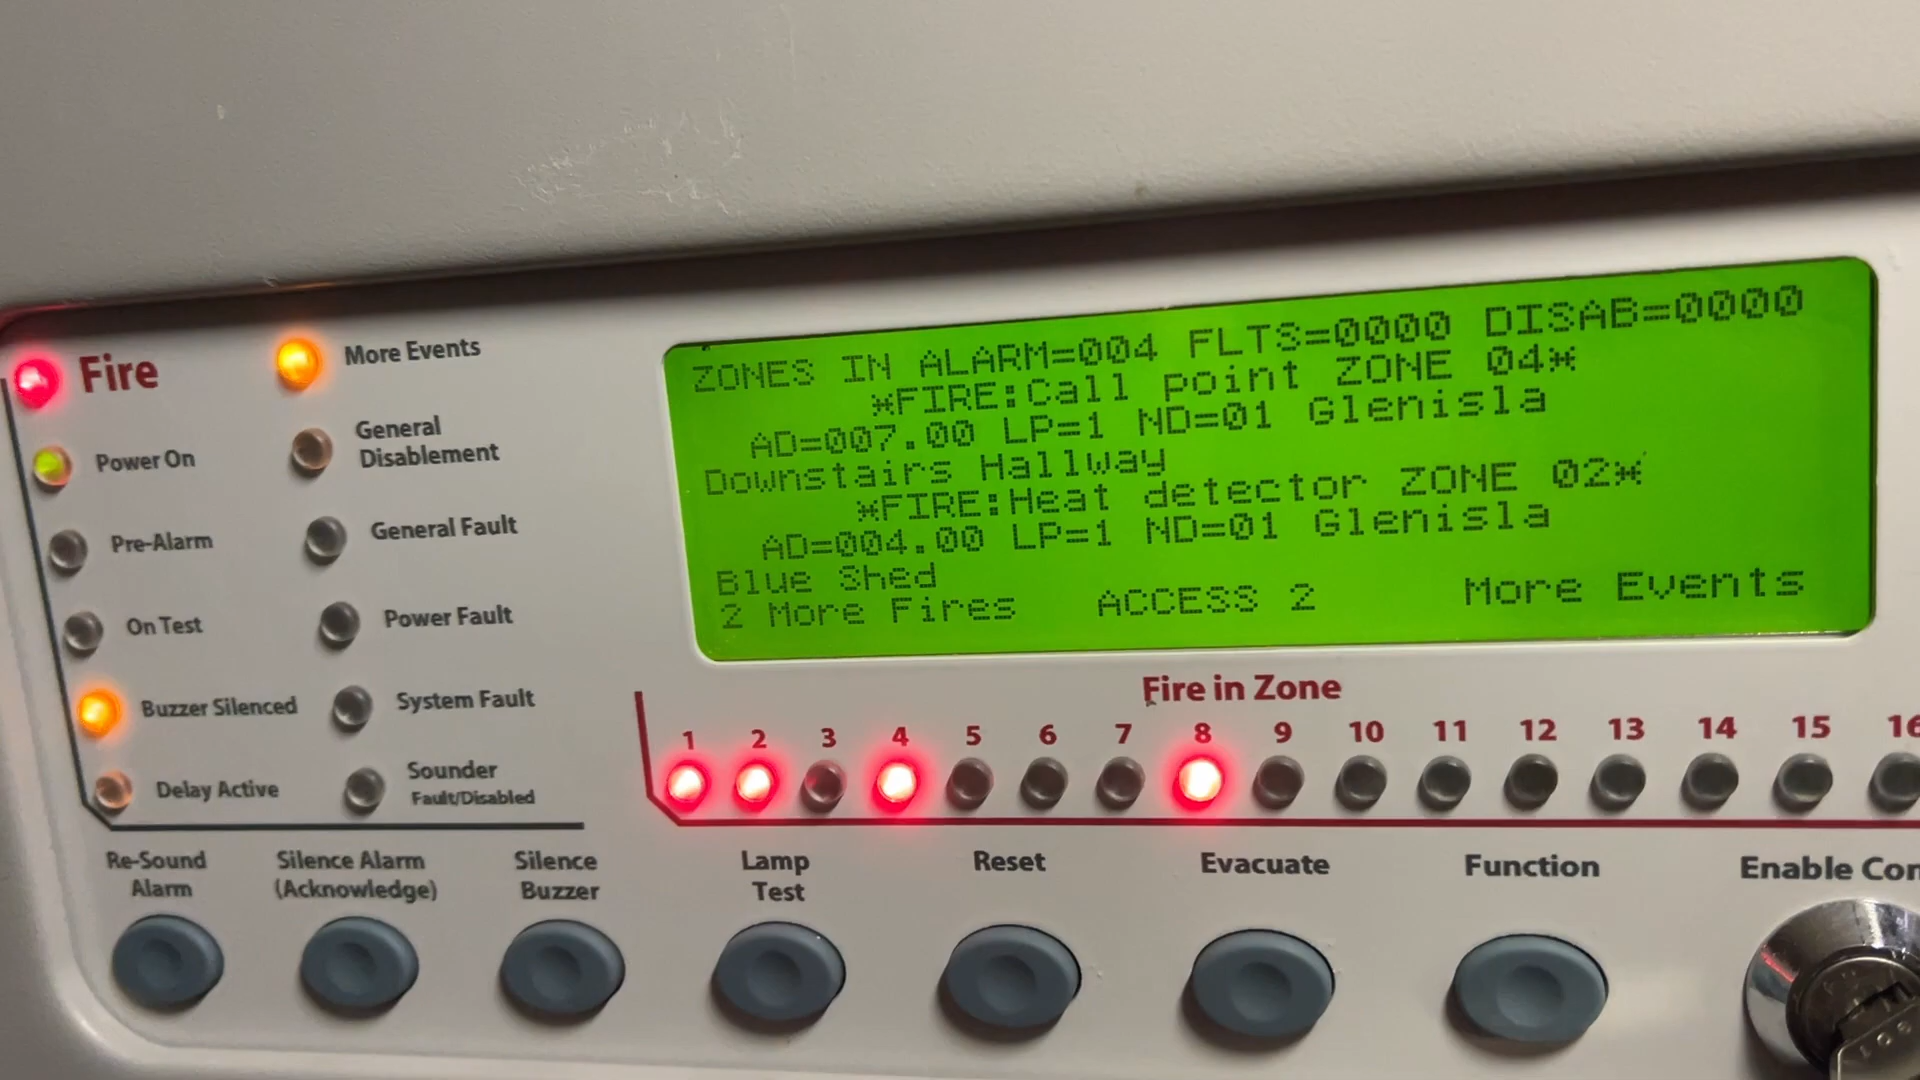 ZONES IN ALARM=004 FLTS=0000 DISAB=0000
*FIRE:Call point ZONE 04*
AD=007.00 LP=1 ND=01 Glenisla
Downstairs Hallway
*FIRE:Heat detector ZONE 02*
AD=004.00 LP=1 ND=01 Glenisla
Blue Shed
2 More Fires ACCESS 2 More Events
Fire
More Events
Power On
General
Disablement
Pre-Alarm
General Fault
On Test
Power Fault
Buzzer Silenced
System Fault
Delay Active
Sounder
Fault/Disabled
Fire in Zone
1 2 3 4 5 6 7 8 9 10 11 12 13 14 15 16
Re-Sound
Alarm
Silence Alarm
(Acknowledge)
Silence
Buzzer
Lamp
Test
Reset
Evacuate
Function
Enable